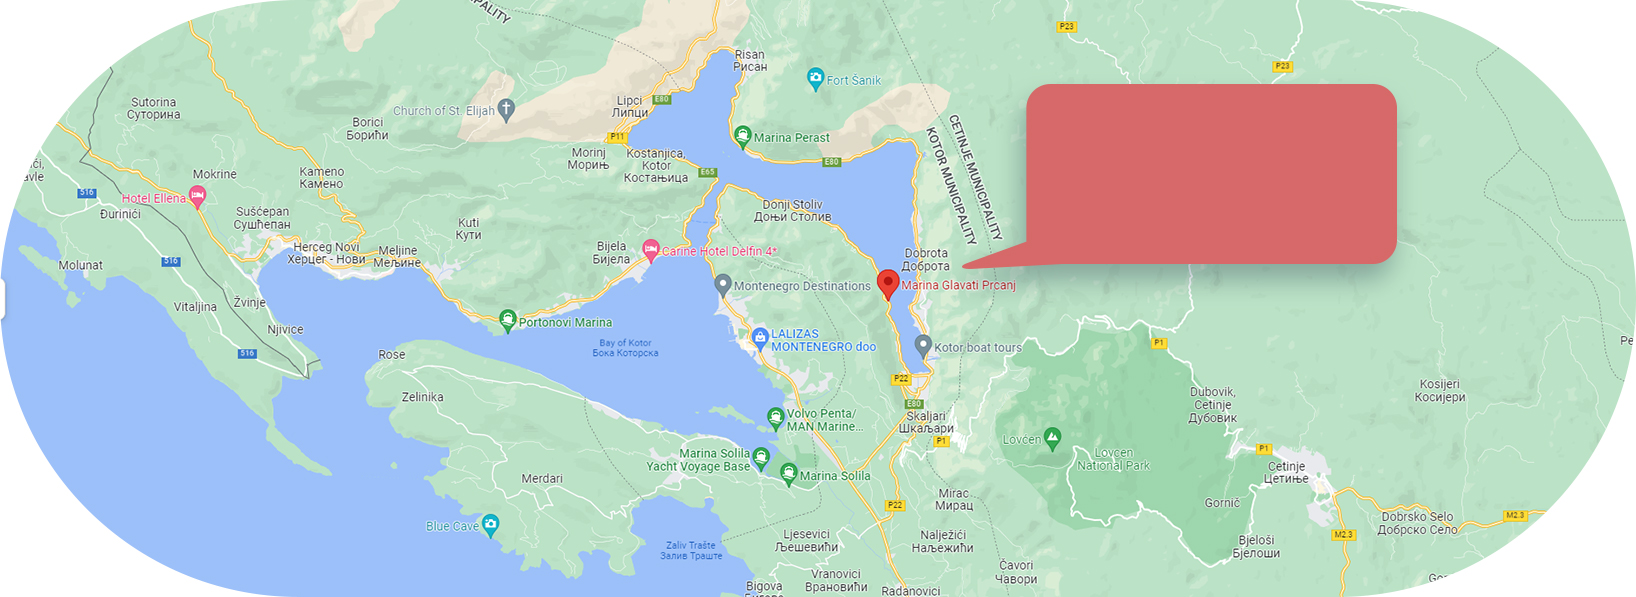 PALITY
P23
P23
Risan
Рисан
Fort Šanik
Sutorina
Суторина
Church of St. Elijah
Lipci
Липци
E80
Borici
Борићи
P11
Marina Perast
E80
CETINJE MUNICIPALITY
KOTOR MUNICIPALITY
Morinj
Морињ
Kostanjica,
Kotor
Костањица
E65
Mokrine
Kameno
Камено
516
Hotel Ellena
Đurinići
Sušćepan
Сушћепан
Donji Stoliv
Доњи Столив
Kuti
Кути
Herceg Novi
Херцег - Нови
Meljine
Мељине
Bijela
Бијела
Carine Hotel Delfin 4*
Dobrota
Доброта
Molunat
516
Marina Glavati Prčanj
Montenegro Destinations
Vitaljina
Žvinje
Njivice
Portonovi Marina
LALIZAS
MONTENEGRO doo
Kotor boat tours
P1
516
Rose
Bay of Kotor
Бока Которска
P22
Zelinika
E80
Kosijeri
Косијери
Dubovik,
Cetinje
Дубовик
Volvo Penta/
MAN Marine...
Skaljari
Шкаљари
P1
Lovćen
Lovćen
National Park
P1
Marina Solila
Yacht Voyage Base
Marina Solila
Cetinje
Цетиње
Merdari
Mirac
Мирац
P22
Gornič
Dobrsko Selo
Добрско Село
M2.3
M2.3
Blue Cave
Zaliv Trašte
Залив Траште
Lješevići
Љешевићи
Nalježići
Наљежићи
Bjeloši
Бјелоши
Vranovici
Врановићи
Čavori
Чавори
Bigova
Radanovici